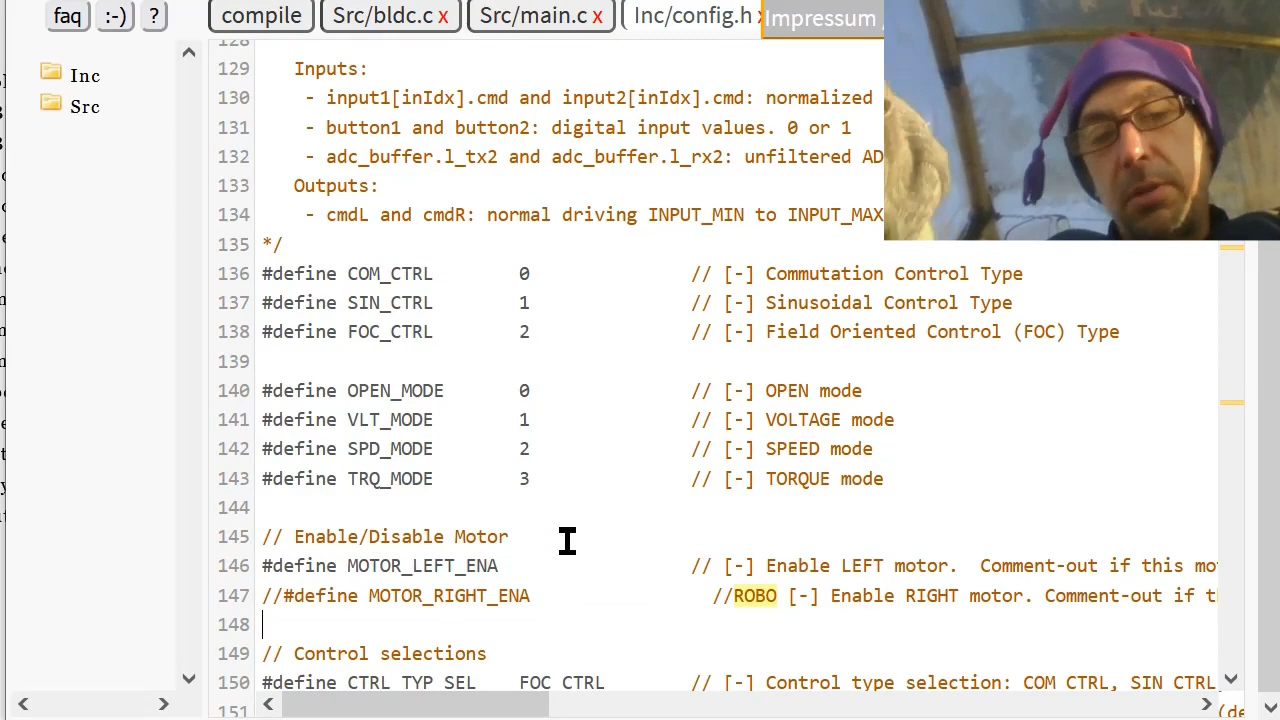 faq :-) ? compile Src/bldc.c x Src/main.c x Inc/config.h Impressum
Inc
Src
128
129 Inputs:
130 - input1[inIdx].cmd and input2[inIdx].cmd: normalized
131 - button1 and button2: digital input values. 0 or 1
132 - adc_buffer.l_tx2 and adc_buffer.l_rx2: unfiltered AD
133 Outputs:
134 - cmdL and cmdR: normal driving INPUT_MIN to INPUT_MAX
135 */
136 #define COM_CTRL 0 // [-] Commutation Control Type
137 #define SIN_CTRL 1 // [-] Sinusoidal Control Type
138 #define FOC_CTRL 2 // [-] Field Oriented Control (FOC) Type
139
140 #define OPEN_MODE 0 // [-] OPEN mode
141 #define VLT_MODE 1 // [-] VOLTAGE mode
142 #define SPD_MODE 2 // [-] SPEED mode
143 #define TRQ_MODE 3 // [-] TORQUE mode
144
145 // Enable/Disable Motor
146 #define MOTOR_LEFT_ENA // [-] Enable LEFT motor. Comment-out if this mo
147 //#define MOTOR_RIGHT_ENA //ROBO [-] Enable RIGHT motor. Comment-out if t
148
149 // Control selections
150 #define CTRL_TYP_SEL FOC_CTRL // [-] Control type selection: COM_CTRL, SIN_CTRL
151 (de